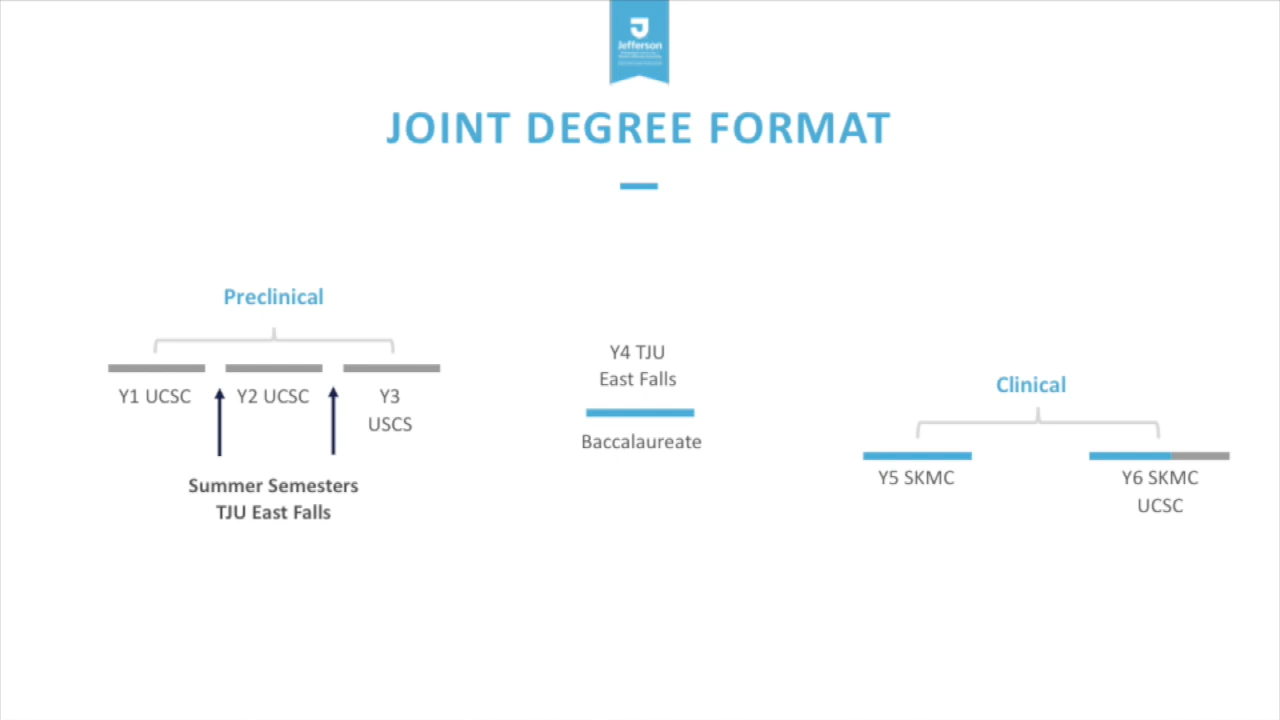 Jefferson
JOINT DEGREE FORMAT
Preclinical
Y1 UCSC
Y2 UCSC
Y3
USCS
Summer Semesters
TJU East Falls
Y4 TJU
East Falls
Baccalaureate
Clinical
Y5 SKMC
Y6 SKMC
UCSC